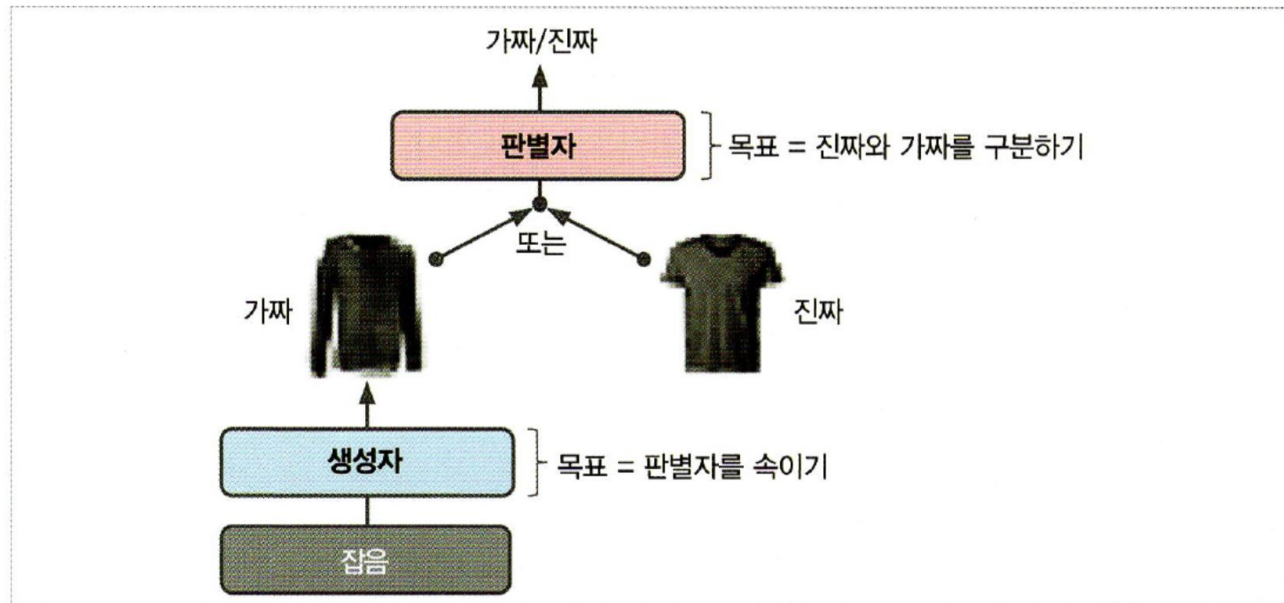 가짜/진짜
판별자
목표 = 진짜와 가짜를 구분하기
또는
가짜
진짜
생성자
목표 = 판별자를 속이기
잡음